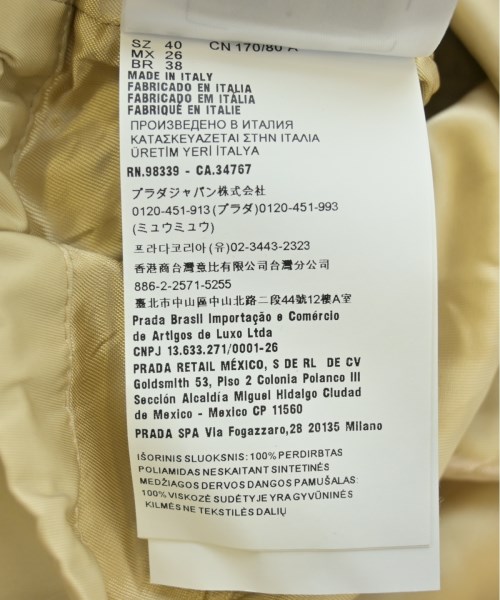 SZ 40 CN 170/80 A
MX 26
BR 38
MADE IN ITALY
FABRICADO EN ITALIA
FABRICADO EM ITÀLIA
FABRIQUÉ EN ITALIE
ПРОИЗВЕДЕНО В ИТАЛИЯ
ΚΑΤΑΣΚΕΥΑΖΕΤΑΙ ΣΤΗΝ ΙΤΑΛΙΑ
ÜRETİM YERİ İTALYA
RN.98339 - CA.34767
プラダジャパン株式会社
0120-451-913(プラダ)0120-451-993
(ミュウミュウ)
프라다코리아 (유)02-3443-2323
香港商台灣意比有限公司台灣分公司
886-2-2571-5255
臺北市中山區中山北路二段44號12樓A室
Prada Brasil Importação e Comércio
de Artigos de Luxo Ltda
CNPJ 13.633.271/0001-26
PRADA RETAIL MÉXICO, S DE RL DE CV
Goldsmith 53, Piso 2 Colonia Polanco III
Sección Alcaldía Miguel Hidalgo Ciudad
de Mexico - Mexico CP 11560
PRADA SPA Via Fogazzaro,28 20135 Milano
IŠORINIS SLUOKSNIS: 100% PERDIRBTAS
POLIAMIDAS NESKAITANT SINTETINĖS
MEDŽIAGOS DERVOS DANGOS PAMUŠALAS:
100% VISKOZĖ SUDĖTYJE YRA GYVŪNINĖS
KILMĖS NE TEKSTILĖS DALIŲ